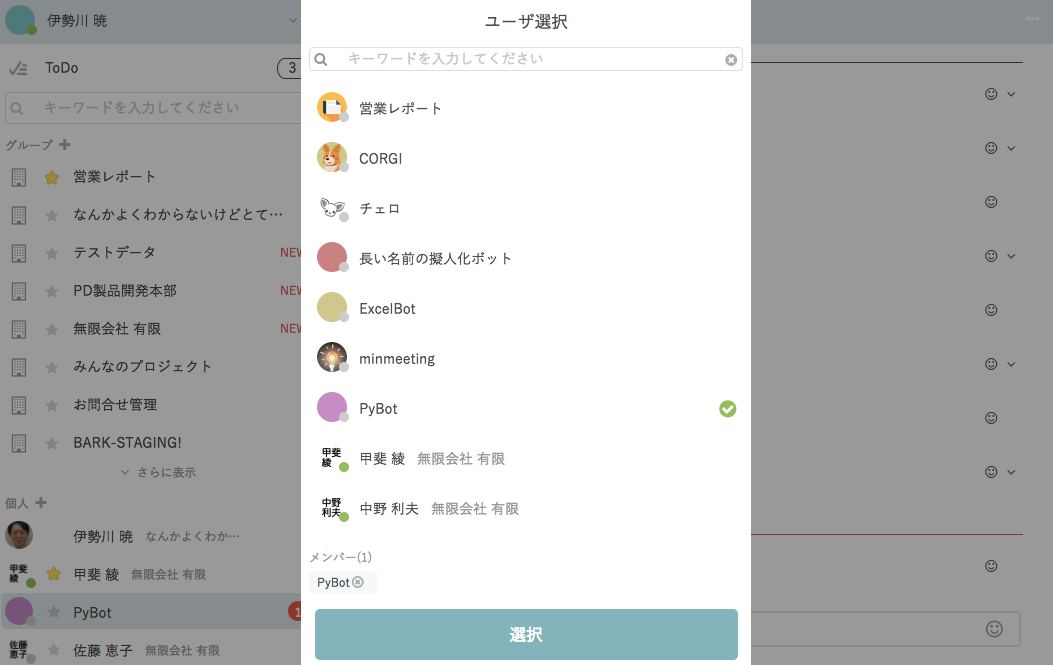 伊勢川 暁
ToDo
3
キーワードを入力してください
グループ
営業レポート
なんかよくわからないけどとて…
テストデータ
NEW
PD製品開発本部
NEW
無限会社 有限
NEW
みんなのプロジェクト
お問合せ管理
BARK-STAGING!
さらに表示
個人
伊勢川 暁 なんかよくわか…
甲斐 綾
甲斐 綾 無限会社 有限
PyBot
1
佐藤 恵子
佐藤 恵子 無限会社 有限
ユーザ選択
キーワードを入力してください
営業レポート
CORGI
チェロ
長い名前の擬人化ボット
ExcelBot
minmeeting
PyBot
甲斐
綾
甲斐 綾 無限会社 有限
中野
利夫
中野 利夫 無限会社 有限
メンバー(1)
PyBot
選択